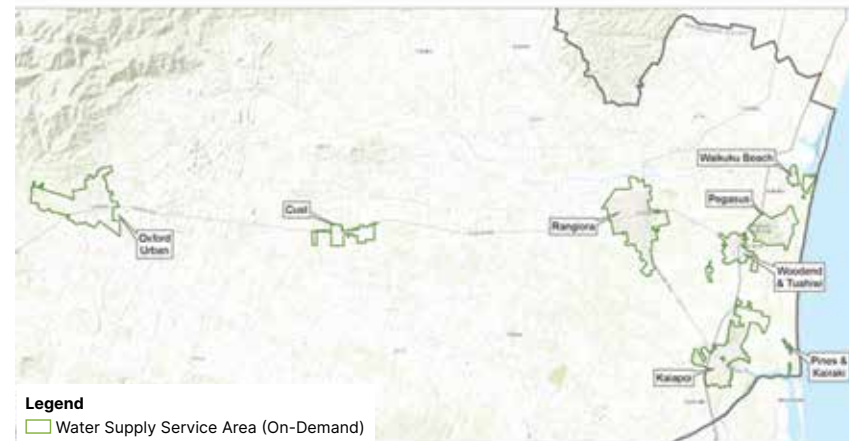 Waikuku Beach
Pegasus
Cust
Rangiora
Oxford
Urban
Woodend
& Tuahiwi
Pines &
Kairaki
Kaiapoi
Legend
Water Supply Service Area (On-Demand)